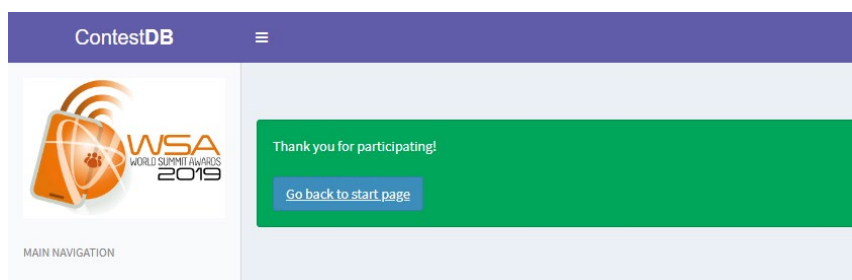 ContestDB
WSA
WORLD SUMMIT AWARDS
2019
MAIN NAVIGATION
Thank you for participating!
Go back to start page